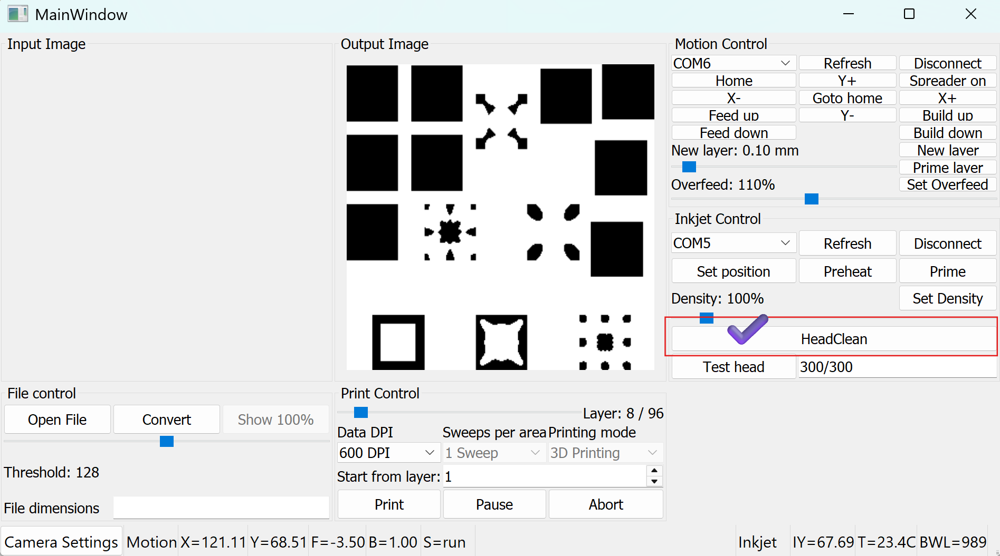 MainWindow
Input Image
Output Image
Motion Control
COM6 Refresh Disconnect
Home Y+ Spreader on
X- Goto home X+
Feed up Y- Build up
Feed down Build down
New layer: 0.10 mm New layer
Prime layer
Overfeed: 110% Set Overfeed
Inkjet Control
COM5 Refresh Disconnect
Set position Preheat Prime
Density: 100% Set Density
HeadClean
Test head 300/300
File control
Open File Convert Show 100%
Threshold: 128
File dimensions
Print Control
Layer: 8 / 96
Data DPI Sweeps per area Printing mode
600 DPI 1 Sweep 3D Printing
Start from layer: 1
Print Pause Abort
Camera Settings Motion X=121.11 Y=68.51 F=-3.50 B=1.00 S=run Inkjet IY=67.69 T=23.4C BWL=989